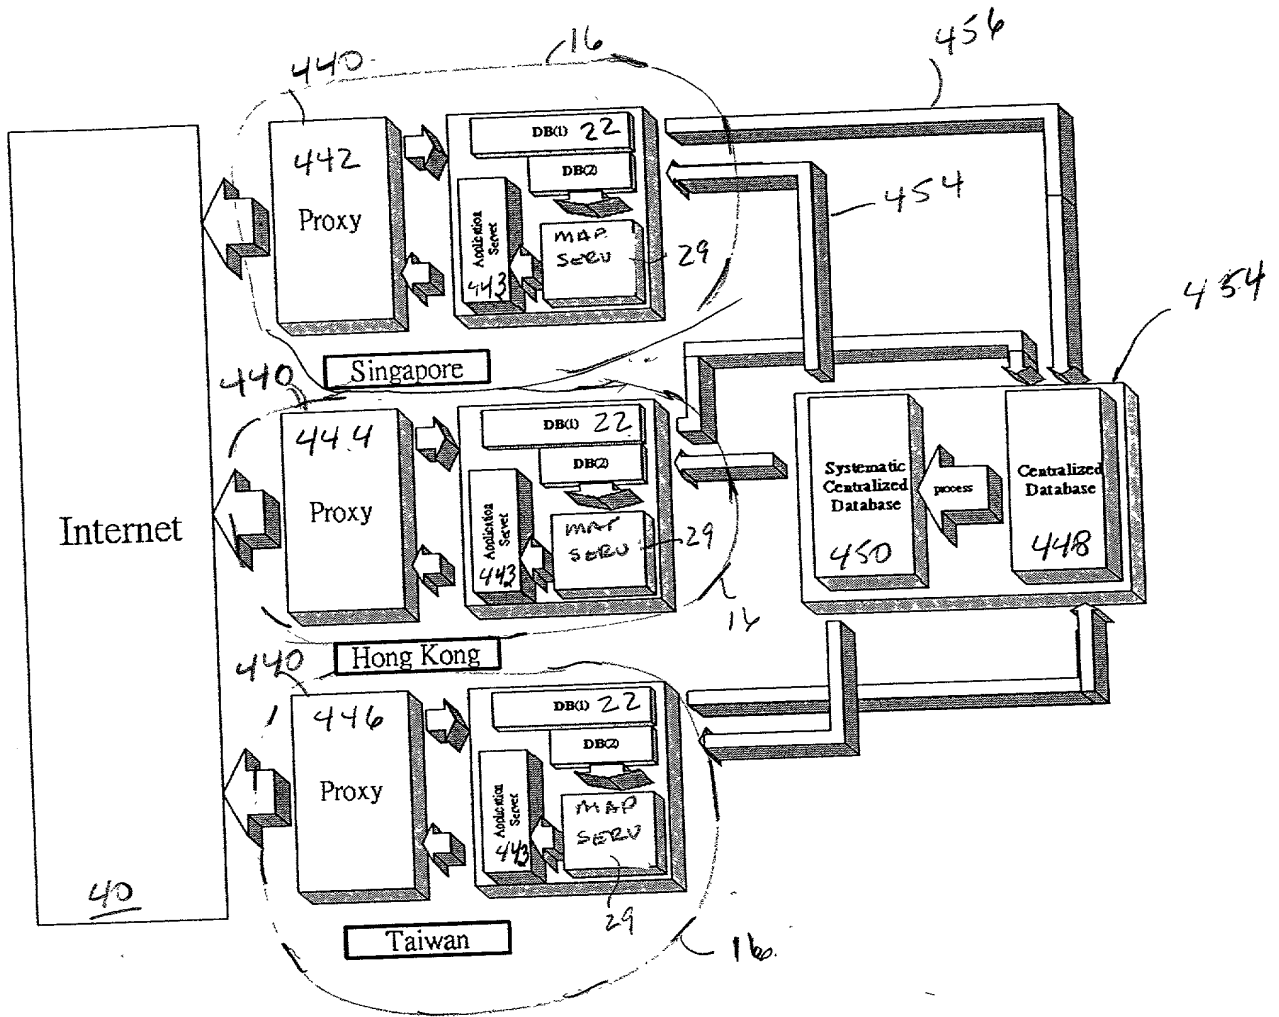 456
16
440
DB(1) 22
442
DB(2)
454
Proxy
Application
Server
443
MAP
SERV
29
454
Singapore
440
DB(1) 22
444
DB(2)
Systematic
Centralized
Database
450
process
Centralized
Database
448
Proxy
Application
Server
443
MAP
SERV
29
Internet
16
Hong Kong
440
DB(1) 22
446
DB(2)
Proxy
Application
Server
443
MAP
SERV
29
40
Taiwan
16